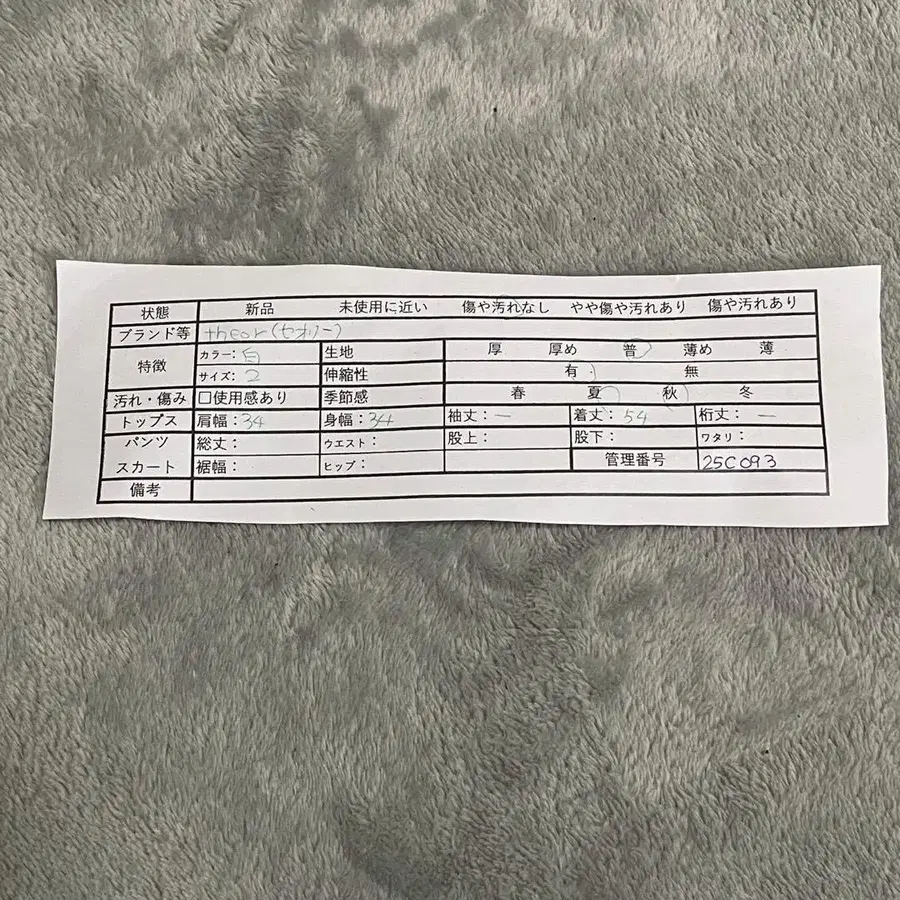 状態 新品 未使用に近い 傷や汚れなし やや傷や汚れあり 傷や汚れあり
ブランド等 theor(セオリー)
特徴 カラー:白 生地 厚 厚め 普 薄め 薄
サイズ:2 伸縮性 有 無
汚れ・傷み □使用感あり 季節感 春 夏 秋 冬
トップス 肩幅:34 身幅:34 袖丈:― 着丈:54 裄丈:―
パンツ 総丈: ウエスト: 股上: 股下: ワタリ:
スカート 裾幅: ヒップ: 管理番号 25C093
備考